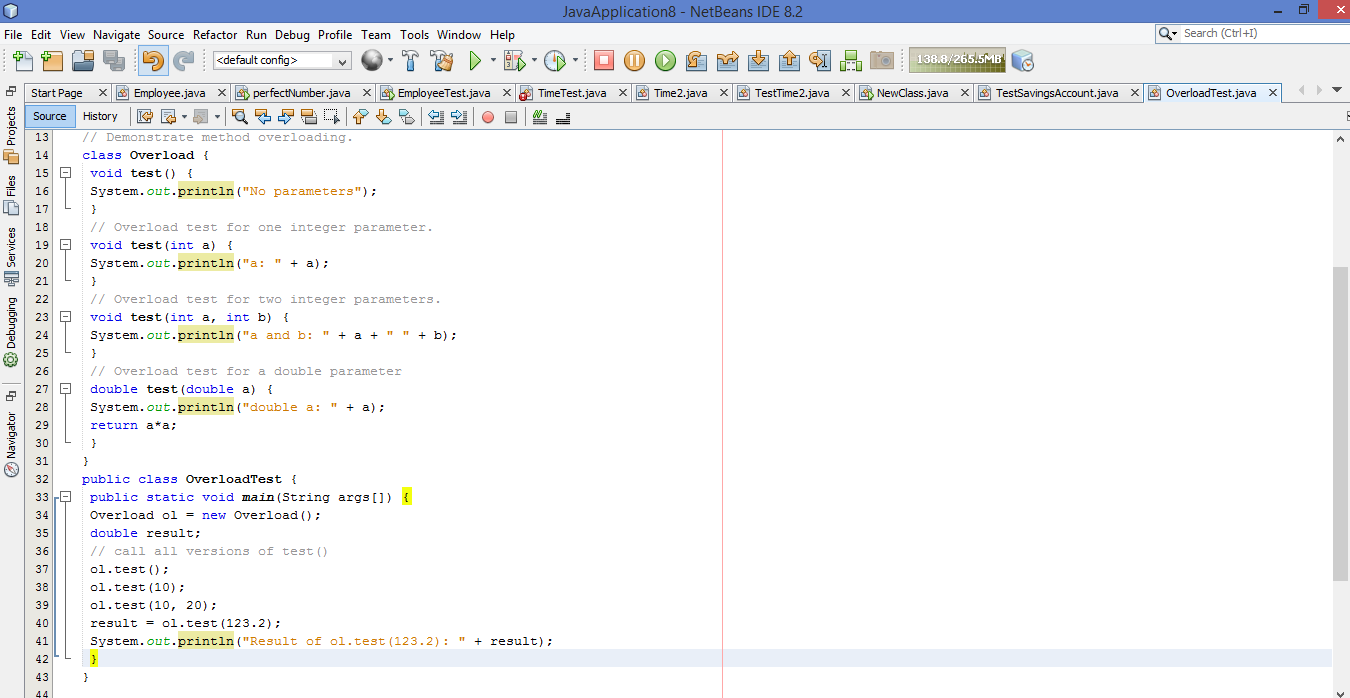 JavaApplication8 - NetBeans IDE 8.2
File Edit View Navigate Source Refactor Run Debug Profile Team Tools Window Help
Search (Ctrl+I)
<default config>
138.8/265.5MB
Start Page Employee.java perfectNumber.java EmployeeTest.java TimeTest.java Time2.java TestTime2.java NewClass.java TestSavingsAccount.java OverloadTest.java
Source History
Projects
Files
Services
Debugging
Navigator
13 // Demonstrate method overloading.
14 class Overload {
15 void test() {
16 System.out.println("No parameters");
17 }
18 // Overload test for one integer parameter.
19 void test(int a) {
20 System.out.println("a: " + a);
21 }
22 // Overload test for two integer parameters.
23 void test(int a, int b) {
24 System.out.println("a and b: " + a + " " + b);
25 }
26 // Overload test for a double parameter
27 double test(double a) {
28 System.out.println("double a: " + a);
29 return a*a;
30 }
31 }
32 public class OverloadTest {
33 public static void main(String args[]) {
34 Overload ol = new Overload();
35 double result;
36 // call all versions of test()
37 ol.test();
38 ol.test(10);
39 ol.test(10, 20);
40 result = ol.test(123.2);
41 System.out.println("Result of ol.test(123.2): " + result);
42 }
43 }
44